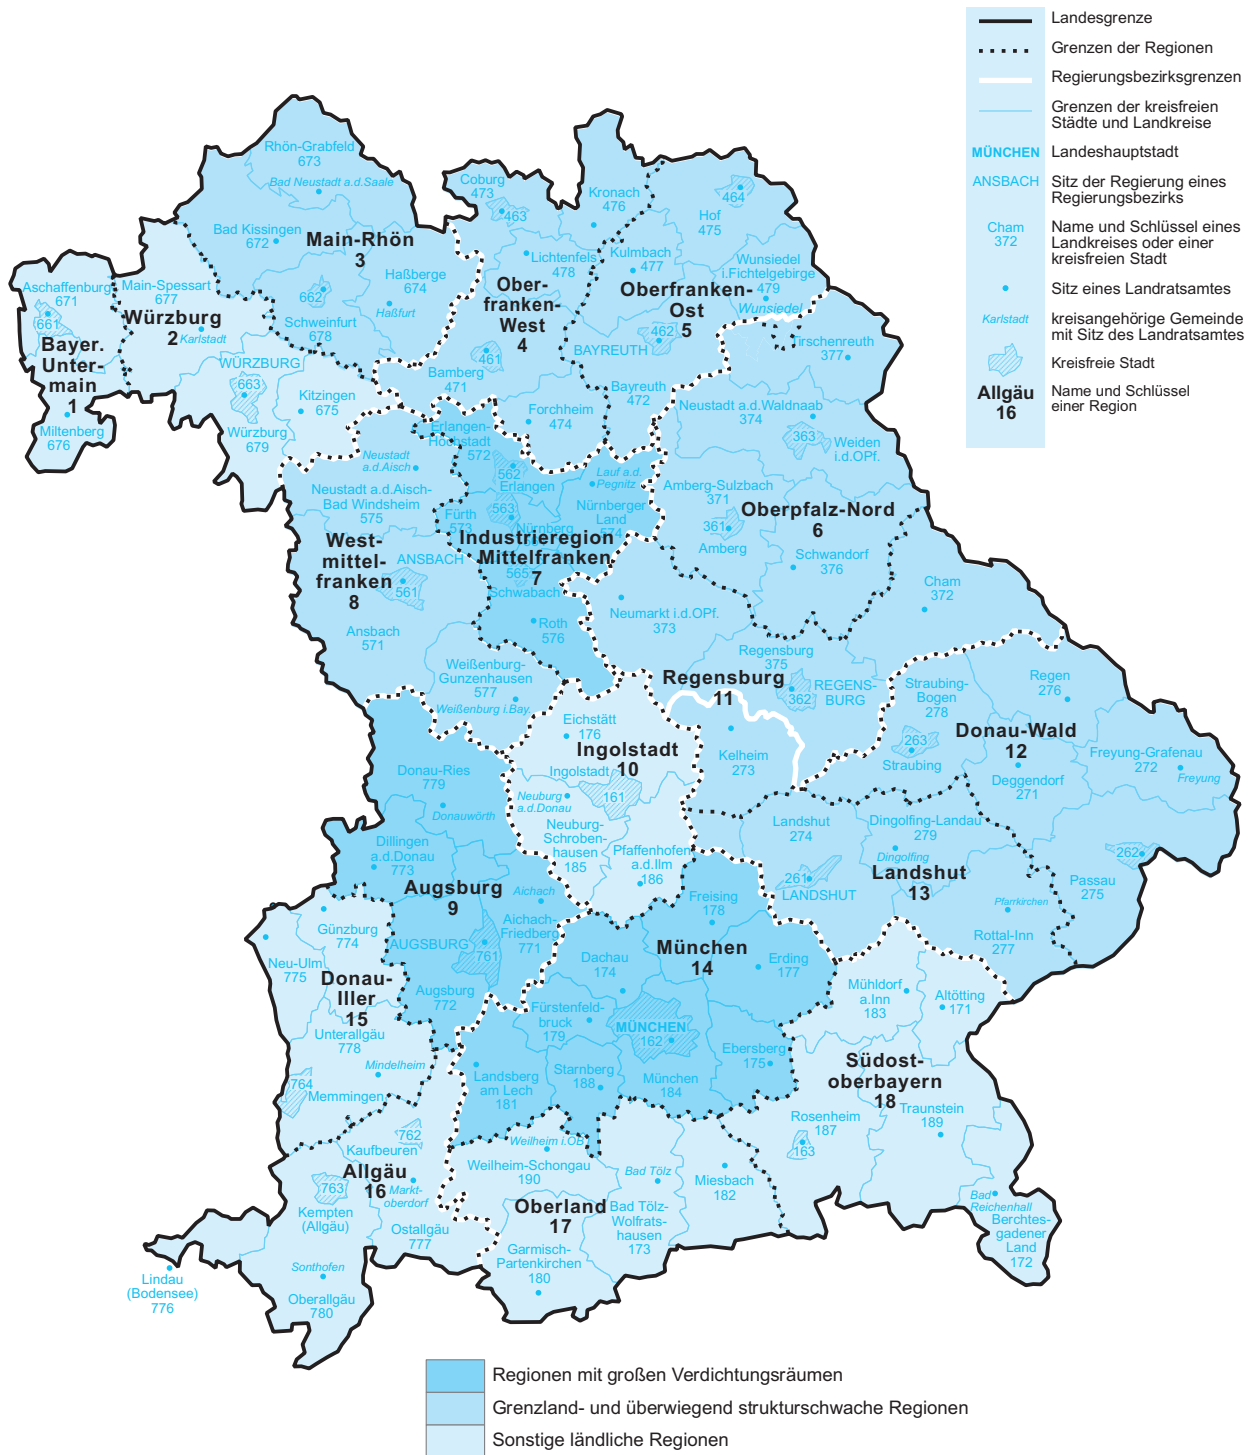 Landesgrenze
Grenzen der Regionen
Regierungsbezirksgrenzen
Grenzen der kreisfreien
Städte und Landkreise
MÜNCHEN Landeshauptstadt
ANSBACH Sitz der Regierung eines
Regierungsbezirks
Cham
372
Name und Schlüssel eines
Landkreises oder einer
kreisfreien Stadt
Sitz eines Landratsamtes
Karlstadt kreisangehörige Gemeinde
mit Sitz des Landratsamtes
Kreisfreie Stadt
Allgäu
16
Name und Schlüssel
einer Region
Rhön-Grabfeld
673
Bad Neustadt a.d.Saale
Bad Kissingen
672
Main-Rhön
3
Haßberge
674
Haßfurt
662
Schweinfurt
678
Coburg
473
463
Kronach
476
Lichtenfels
478
Ober-
franken-
West
4
461
Bamberg
471
Forchheim
474
464
Hof
475
Kulmbach
477
Wunsiedel
i.Fichtelgebirge
479
Wunsiedel
Oberfranken-
Ost
5
462
BAYREUTH
Bayreuth
472
Aschaffenburg
671
661
Bayer.
Unter-
main
1
Miltenberg
676
Main-Spessart
677
Würzburg
2
Karlstadt
WÜRZBURG
663
Kitzingen
675
Würzburg
679
Tirschenreuth
377
Neustadt a.d.Waldnaab
374
363
Weiden
i.d.OPf.
Amberg-Sulzbach
371
361
Amberg
Oberpfalz-Nord
6
Schwandorf
376
Erlangen-
Höchstadt
572
562
Erlangen
Lauf a.d.
Pegnitz
Nürnberger
Land
574
Fürth
573
563
Nürnberg
Industrieregion
Mittelfranken
7
565
Schwabach
Roth
576
Neustadt
a.d.Aisch
Neustadt a.d.Aisch-
Bad Windsheim
575
West-
mittel-
franken
8
ANSBACH
561
Ansbach
571
Weißenburg-
Gunzenhausen
577
Weißenburg i.Bay.
Cham
372
Neumarkt i.d.OPf.
373
Regensburg
375
362
REGENS-
BURG
Regensburg
11
Kelheim
273
Eichstätt
176
Ingolstadt
10
Ingolstadt
161
Neuburg
a.d.Donau
Neuburg-
Schroben-
hausen
185
Pfaffenhofen
a.d.Ilm
186
Regen
276
Straubing-
Bogen
278
263
Straubing
Donau-Wald
12
Deggendorf
271
Freyung-Grafenau
272
Freyung
262
Passau
275
Landshut
274
Dingolfing-Landau
279
Dingolfing
261
LANDSHUT
Landshut
13
Pfarrkirchen
Rottal-Inn
277
Donau-Ries
779
Donauwörth
Dillingen
a.d.Donau
773
Augsburg
9
Aichach
Aichach-
Friedberg
771
AUGSBURG
761
Augsburg
772
Freising
178
München
14
Erding
177
Dachau
174
Fürstenfeld-
bruck
179
MÜNCHEN
162
Ebersberg
175
Landsberg
am Lech
181
Starnberg
188
München
184
Günzburg
774
Neu-Ulm
775
Donau-
Iller
15
Unterallgäu
778
Mindelheim
764
Memmingen
Mühldorf
a.Inn
183
Altötting
171
Südost-
oberbayern
18
Rosenheim
187
163
Traunstein
189
Bad
Reichenhall
Berchtes-
gadener
Land
172
762
Kaufbeuren
Allgäu
16
Markt-
oberdorf
763
Kempten
(Allgäu)
Ostallgäu
777
Sonthofen
Oberallgäu
780
Lindau
(Bodensee)
776
Weilheim i.OB
Weilheim-Schongau
190
Bad Tölz
Miesbach
182
Oberland
17
Bad Tölz-
Wolfrats-
hausen
173
Garmisch-
Partenkirchen
180
Regionen mit großen Verdichtungsräumen
Grenzland- und überwiegend strukturschwache Regionen
Sonstige ländliche Regionen